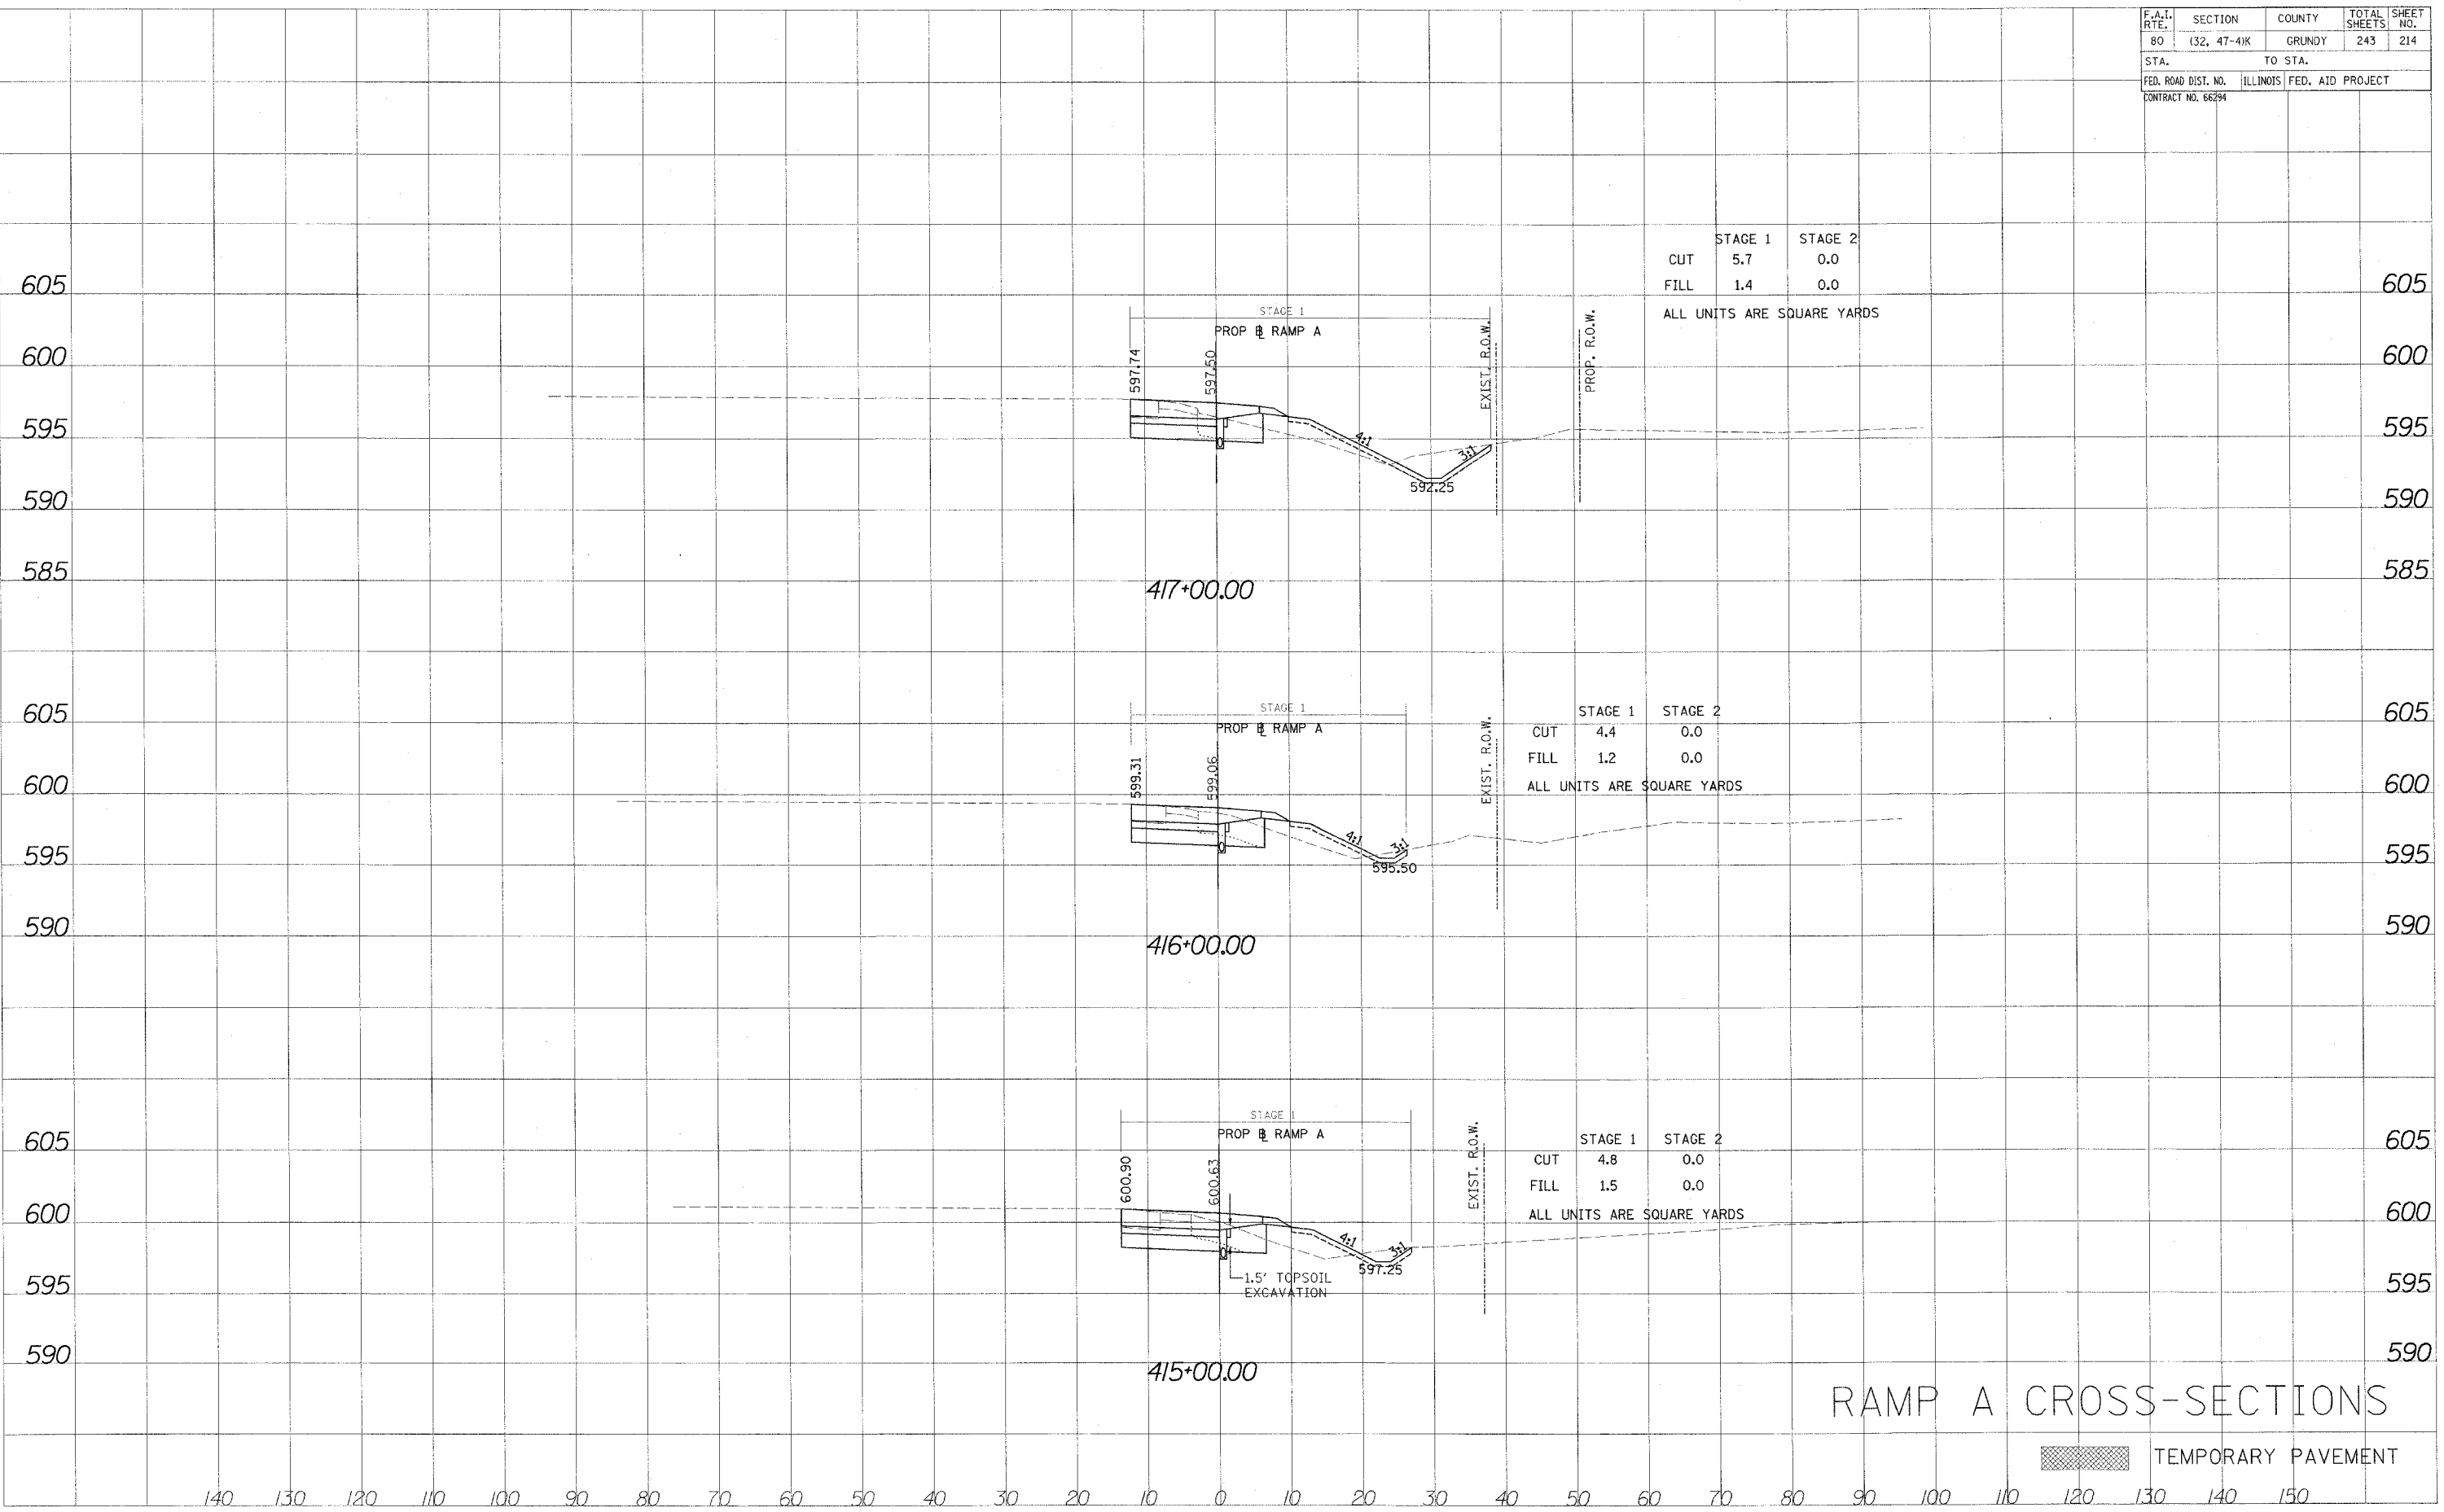 F.A.I. RTE. SECTION COUNTY TOTAL SHEETS SHEET NO.
80 (32, 47-4)K GRUNDY 243 214
STA. TO STA.
FED. ROAD DIST. NO. ILLINOIS FED. AID PROJECT
CONTRACT NO. 66294
STAGE 1 STAGE 2
CUT 5.7 0.0
FILL 1.4 0.0
ALL UNITS ARE SQUARE YARDS
605 605
STAGE 1
PROP ℄ RAMP A
600 600
597.74
597.50
EXIST. R.O.W.
PROP. R.O.W.
595 595
4:1
3:1
592.25
590 590
585 585
417+00.00
605 605
STAGE 1
PROP ℄ RAMP A
STAGE 1 STAGE 2
CUT 4.4 0.0
FILL 1.2 0.0
ALL UNITS ARE SQUARE YARDS
600 600
599.31
599.06
EXIST. R.O.W.
595 595
4:1
3:1
595.50
590 590
416+00.00
STAGE 1
PROP ℄ RAMP A
605 605
STAGE 1 STAGE 2
CUT 4.8 0.0
FILL 1.5 0.0
ALL UNITS ARE SQUARE YARDS
600.90
600.63
EXIST. R.O.W.
600 600
4:1
3:1
597.25
1.5' TOPSOIL
EXCAVATION
595 595
590 590
415+00.00
RAMP A CROSS-SECTIONS
TEMPORARY PAVEMENT
140 130 120 110 100 90 80 70 60 50 40 30 20 10 0 10 20 30 40 50 60 70 80 90 100 110 120 130 140 150